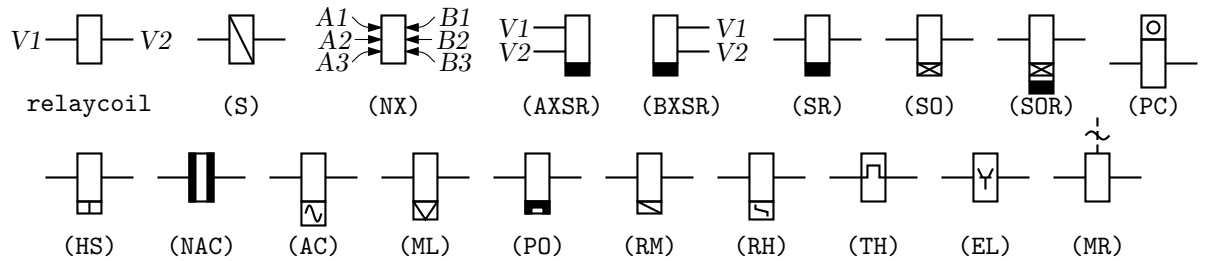 A1 B1 V1 V1
V1 V2 A2 B2 V2 V2
A3 B3
relaycoil (S) (NX) (AXSR) (BXSR) (SR) (SO) (SOR) (PC)
(HS) (NAC) (AC) (ML) (PO) (RM) (RH) (TH) (EL) (MR)